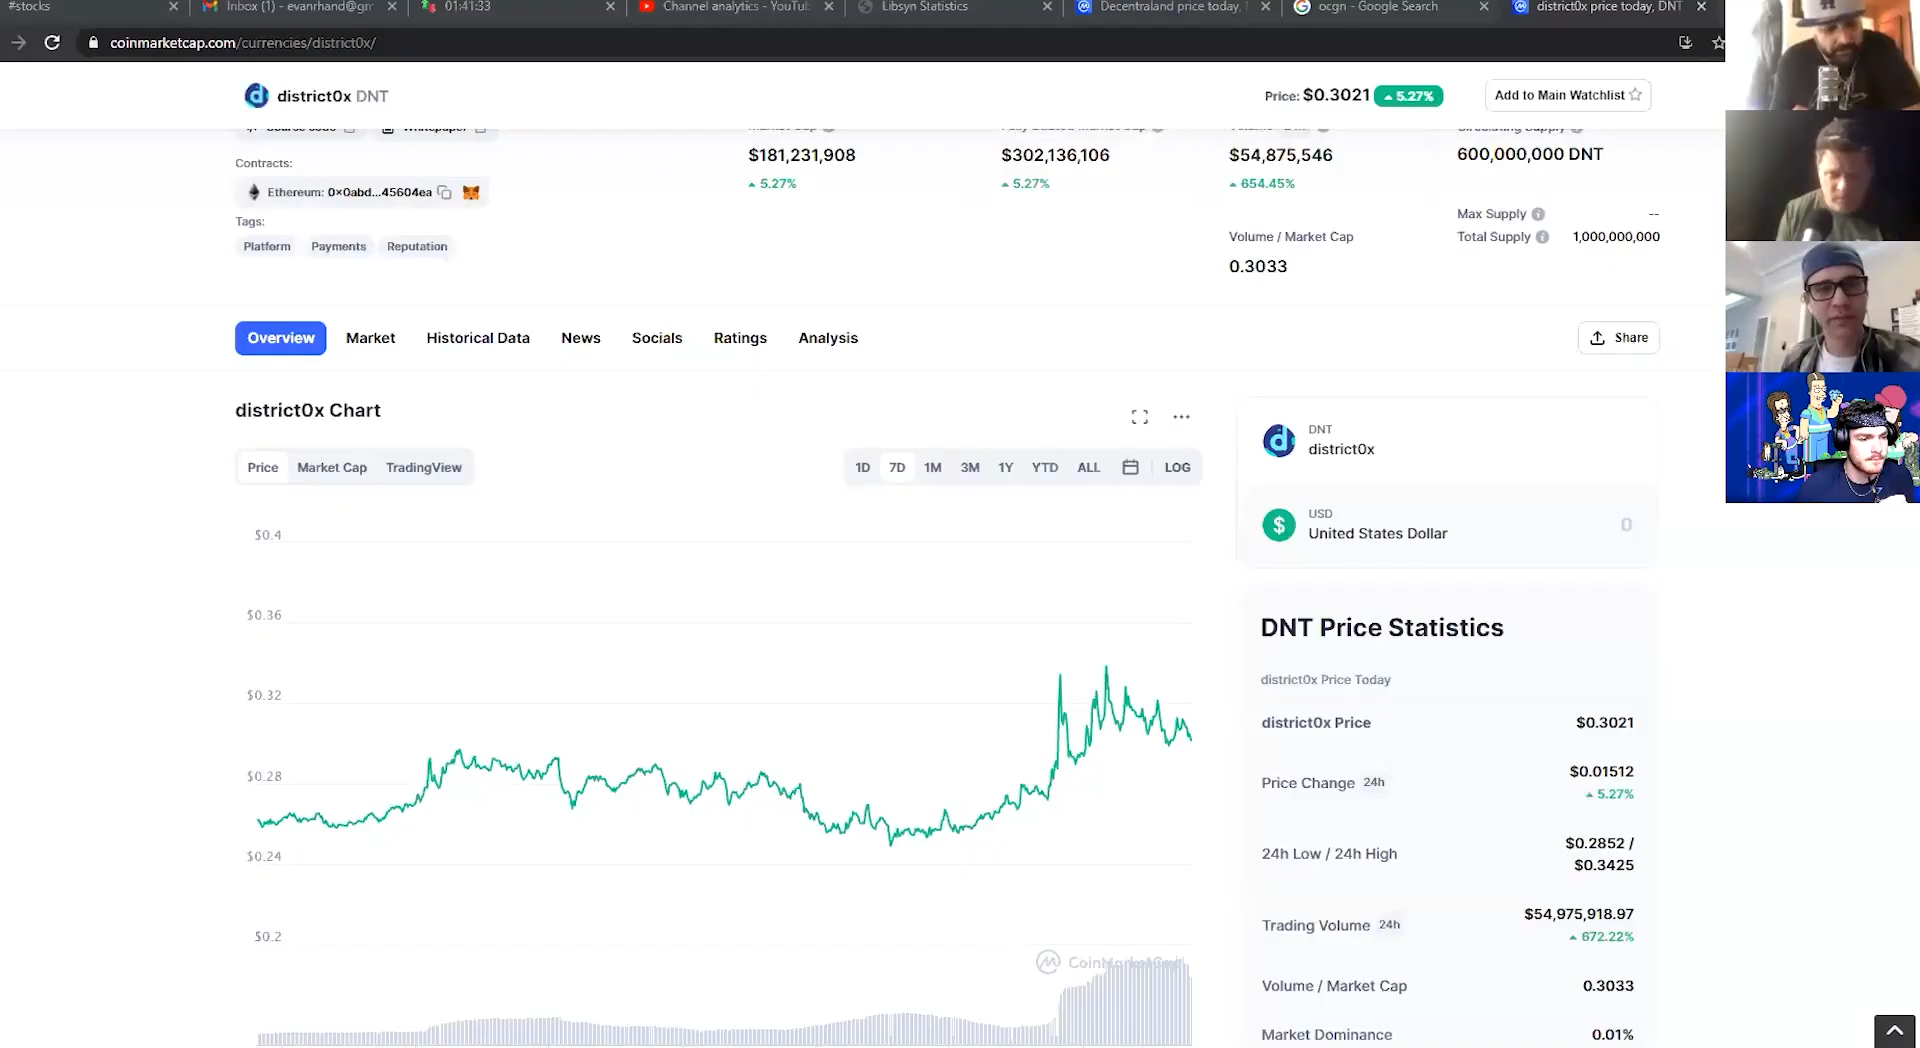 #stocks
Inbox (1) - evanrhand@gm
01:41:33
Channel analytics - YouTub
Libsyn Statistics
Decentraland price today,
ocgn - Google Search
district0x price today, DNT
coinmarketcap.com/currencies/district0x/
district0x DNT
Price: $0.3021 5.27%
Add to Main Watchlist
Source code
Whitepaper
Contracts:
Ethereum: 0x0abd...45604ea
Tags:
Platform Payments Reputation
$181,231,908
5.27%
$302,136,106
5.27%
$54,875,546
654.45%
Volume / Market Cap
0.3033
Circulating Supply
600,000,000 DNT
Max Supply --
Total Supply 1,000,000,000
Overview Market Historical Data News Socials Ratings Analysis
Share
district0x Chart
Price Market Cap TradingView
1D 7D 1M 3M 1Y YTD ALL LOG
$0.4
$0.36
$0.32
$0.28
$0.24
$0.2
CoinMarketCap
DNT
district0x
USD
United States Dollar
0
DNT Price Statistics
district0x Price Today
district0x Price $0.3021
Price Change 24h $0.01512
5.27%
24h Low / 24h High $0.2852 /
$0.3425
Trading Volume 24h $54,975,918.97
672.22%
Volume / Market Cap 0.3033
Market Dominance 0.01%